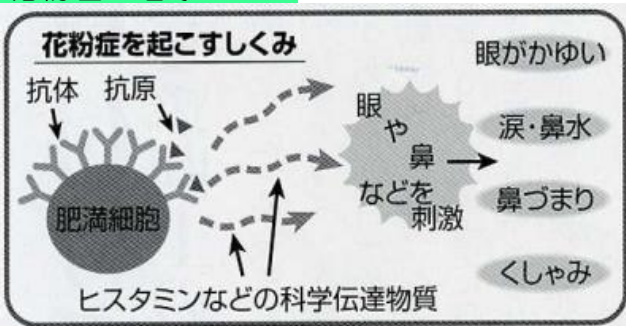 花粉症を起こすしくみ
抗体
抗原
肥満細胞
眼
や
鼻
などを
刺激
眼がかゆい
涙・鼻水
鼻づまり
くしゃみ
ヒスタミンなどの科学伝達物質